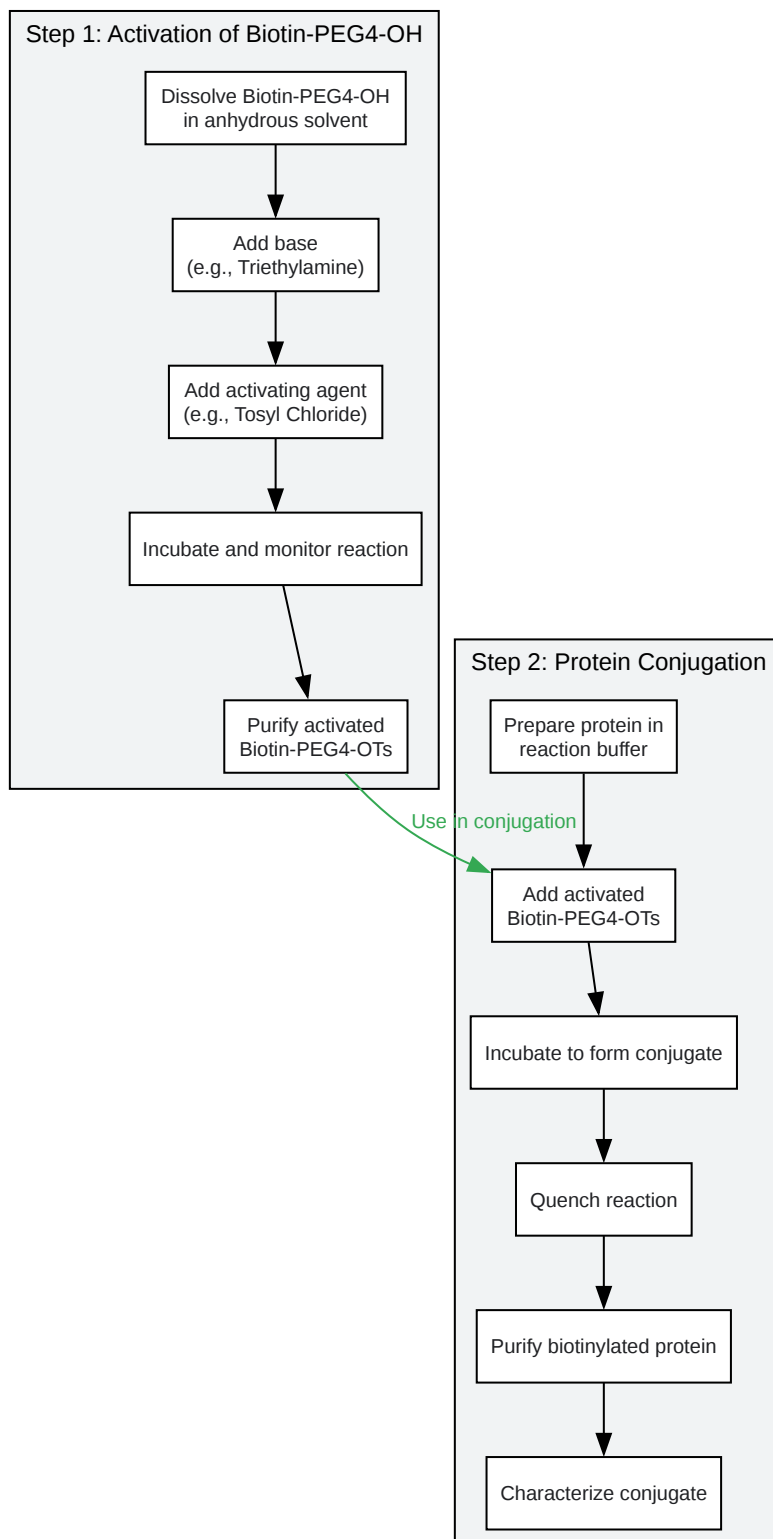 Step 1: Activation of Biotin-PEG4-OH
Dissolve Biotin-PEG4-OH
in anhydrous solvent
Add base
(e.g., Triethylamine)
Add activating agent
(e.g., Tosyl Chloride)
Incubate and monitor reaction
Purify activated
Biotin-PEG4-OTs
Use in conjugation
Step 2: Protein Conjugation
Prepare protein in
reaction buffer
Add activated
Biotin-PEG4-OTs
Incubate to form conjugate
Quench reaction
Purify biotinylated protein
Characterize conjugate